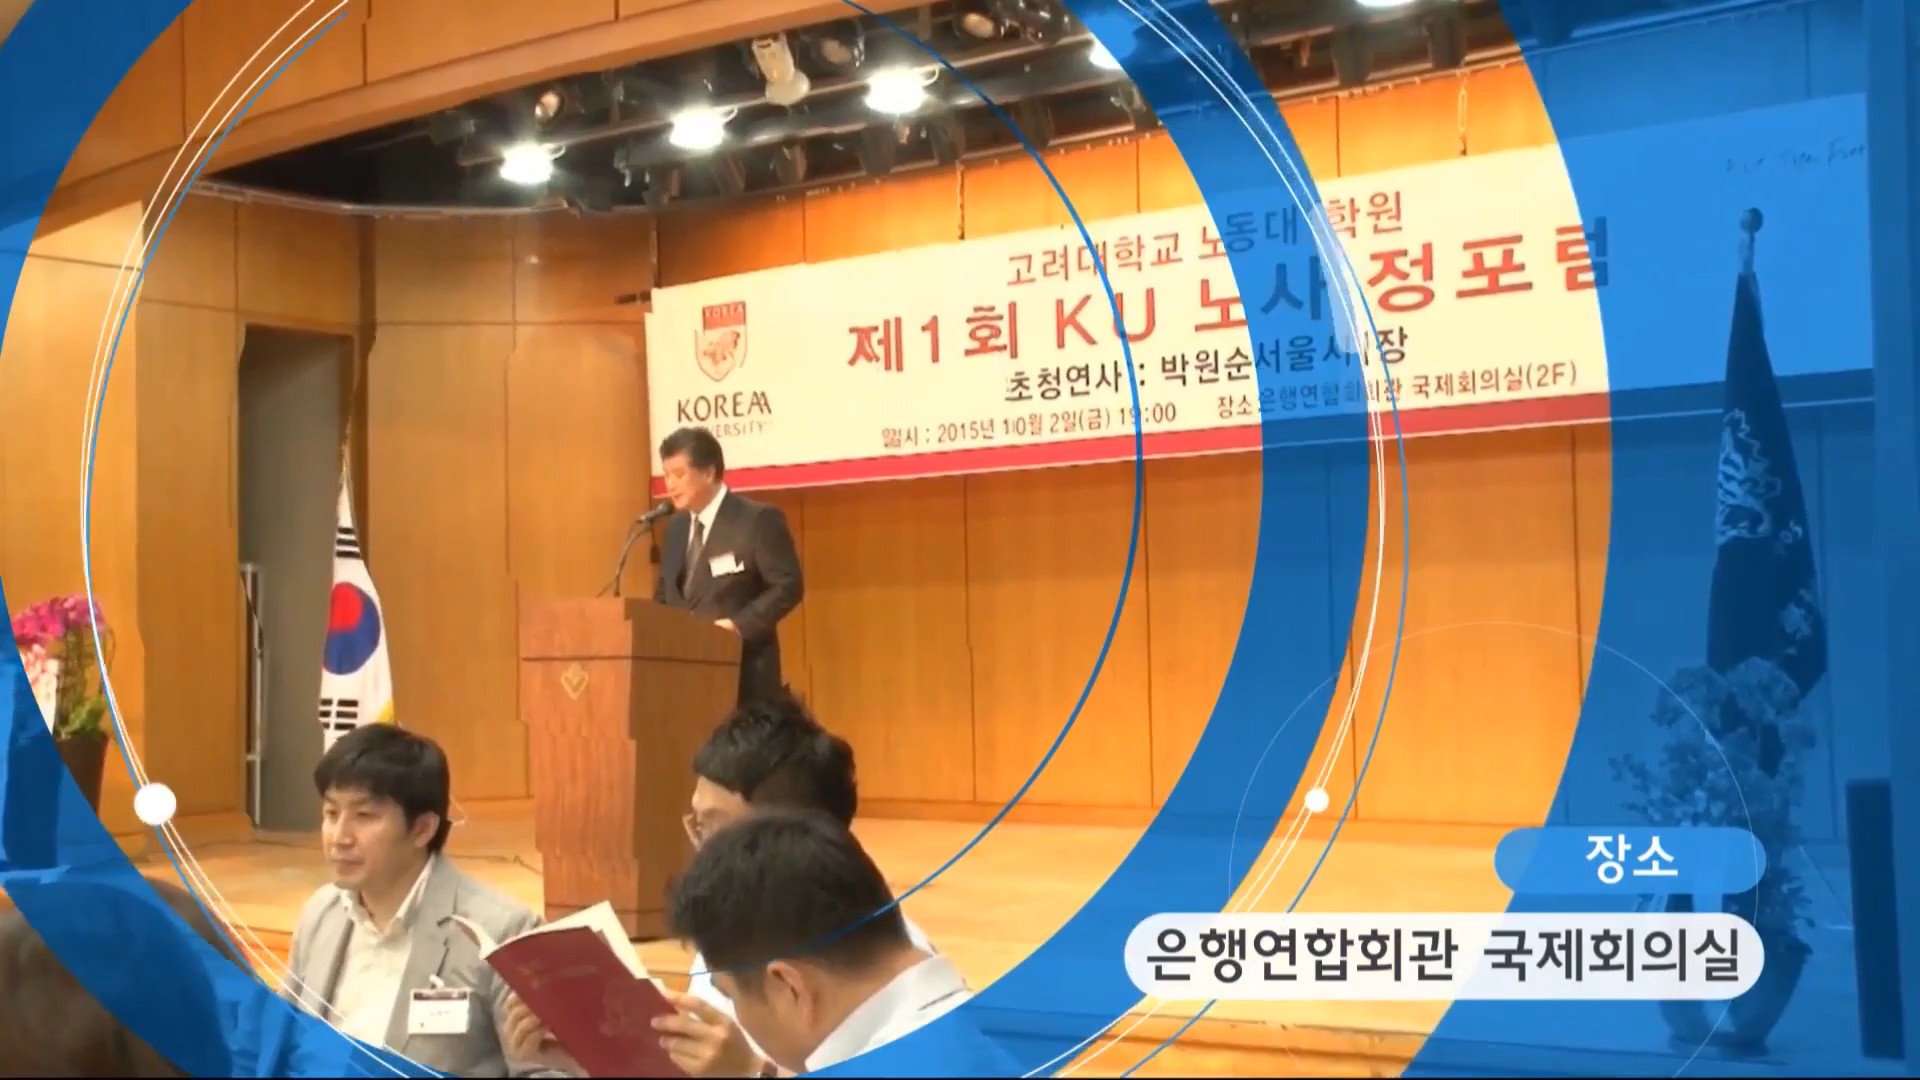 고려대학교 노동대학원
제1회 KU 노사정포럼
초청연사 : 박원순서울시장
일시 : 2015년 10월 2일(금) 19:00 장소 은행연합회관 국제회의실(2F)
KOREA
KOREA
UNIVERSITY
장소
은행연합회관 국제회의실